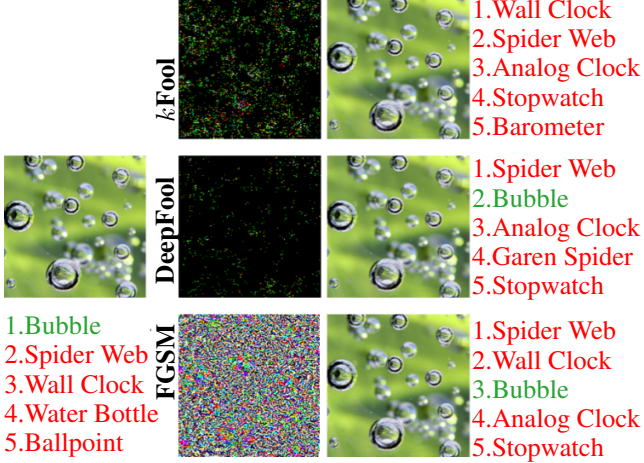 kFool
1.Wall Clock
2.Spider Web
3.Analog Clock
4.Stopwatch
5.Barometer
DeepFool
1.Spider Web
2.Bubble
3.Analog Clock
4.Garen Spider
5.Stopwatch
1.Bubble
2.Spider Web
3.Wall Clock
4.Water Bottle
5.Ballpoint
FGSM
1.Spider Web
2.Wall Clock
3.Bubble
4.Analog Clock
5.Stopwatch